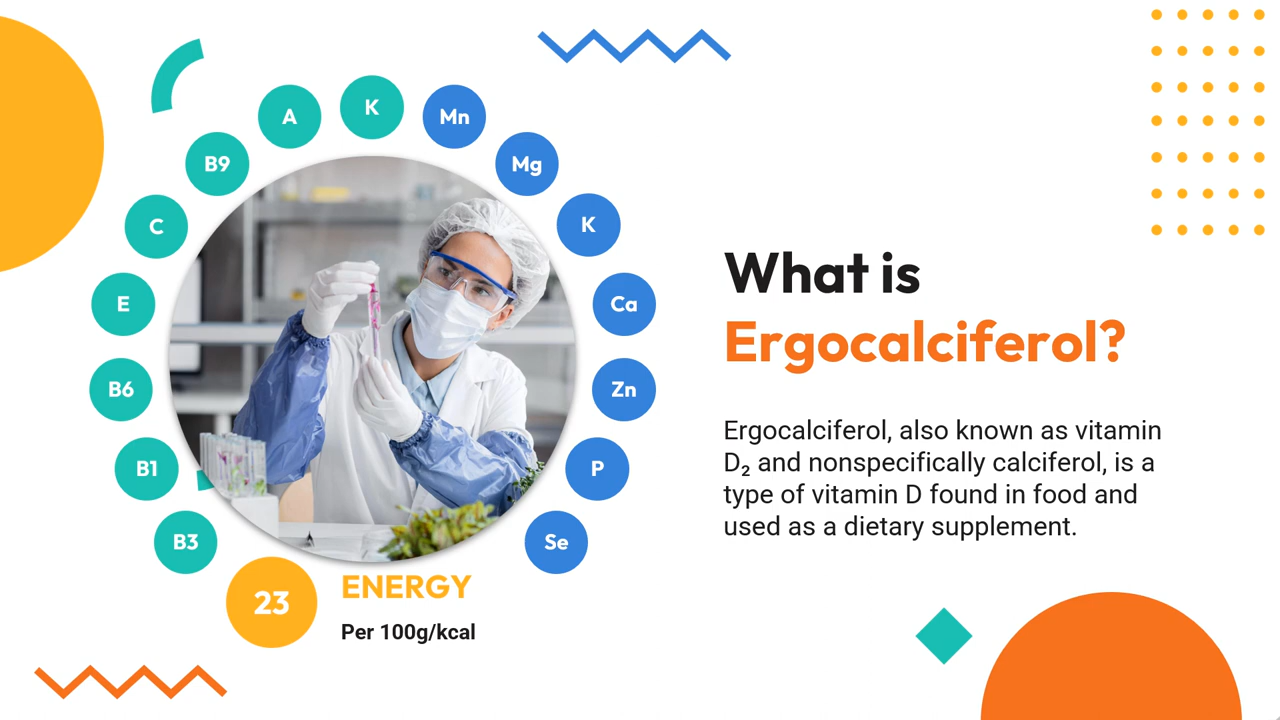 K
A
Mn
B9
Mg
C
K
E
Ca
B6
Zn
B1
P
B3
Se
23
ENERGY
Per 100g/kcal
What is
Ergocalciferol?
Ergocalciferol, also known as vitamin
D₂ and nonspecifically calciferol, is a
type of vitamin D found in food and
used as a dietary supplement.